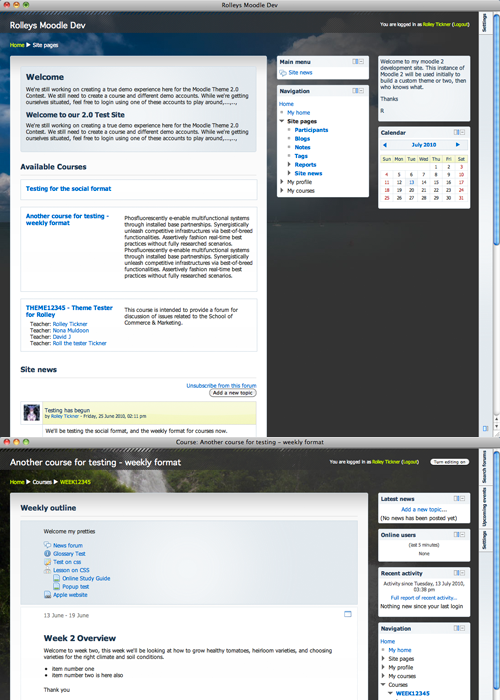 Rolleys Moodle Dev
Rolleys Moodle Dev
You are logged in as Rolley Tickner (Logout)
Settings
Home ► Site pages
Welcome
We're still working on creating a true demo experience here for the Moodle Theme 2.0
Contest. We still need to create a course and different demo accounts. While we're getting
ourselves situated, feel free to login using one of these accounts to play around,...,...
Welcome to our 2.0 Test Site
We're still working on creating a true demo experience here for the Moodle Theme 2.0
Contest. We still need to create a course and different demo accounts. While we're getting
ourselves situated, feel free to login using one of these accounts to play around,...,...
Available Courses
Testing for the social format
Another course for testing -
weekly format
Phosfluorescently e-enable multifunctional systems
through installed base partnerships. Synergistically
unleash competitive infrastructures via best-of-breed
functionalities. Assertively fashion real-time best
practices without fully researched scenarios.
Phosfluorescently e-enable multifunctional systems
through installed base partnerships. Synergistically
unleash competitive infrastructures via best-of-breed
functionalities. Assertively fashion real-time best
practices without fully researched scenarios.
THEME12345 - Theme Tester
for Rolley
Teacher: Rolley Tickner
Teacher: Nona Muldoon
Teacher: David J
Teacher: Roll the tester Tickner
This course is intended to provide a forum for
discussion of issues related to the School of
Commerce & Marketing.
Site news
Unsubscribe from this forum
Add a new topic
Testing has begun
by Rolley Tickner - Friday, 25 June 2010, 02:11 pm
We'll be testing the social format, and the weekly format for courses now.
Main menu
Site news
Navigation
Home
My home
Site pages
Participants
Blogs
Notes
Tags
Reports
Site news
My profile
My courses
Welcome to my moodle 2
development site. This instance of
Moodle 2 will be used initially to
build a custom theme or two, then
who knows what.
Thanks
R
Calendar
◄ July 2010 ►
Sun Mon Tue Wed Thu Fri Sat
1 2 3
4 5 6 7 8 9 10
11 12 13 14 15 16 17
18 19 20 21 22 23 24
25 26 27 28 29 30 31
Course: Another course for testing - weekly format
Another course for testing - weekly format
You are logged in as Rolley Tickner (Logout)
Turn editing on
Home ► Courses ► WEEK12345
Weekly outline
Welcome my pretties
News forum
Glossary Test
Test on css
Lesson on CSS
Online Study Guide
Popup test
Apple website
13 June - 19 June
Week 2 Overview
Welcome to week two, this week we'll be looking at how to grow healthy tomatoes, heirloom varieties, and choosing
varieties for the right climate and soil conditions.
item number one
item number two is here also
Thank you
Latest news
Add a new topic...
(No news has been posted yet)
Online users
(last 5 minutes)
None
Recent activity
Activity since Tuesday, 13 July 2010,
03:38 pm
Full report of recent activity...
Nothing new since your last login
Navigation
Home
My home
Site pages
My profile
Courses
WEEK12345
Search forums
Upcoming events
Settings